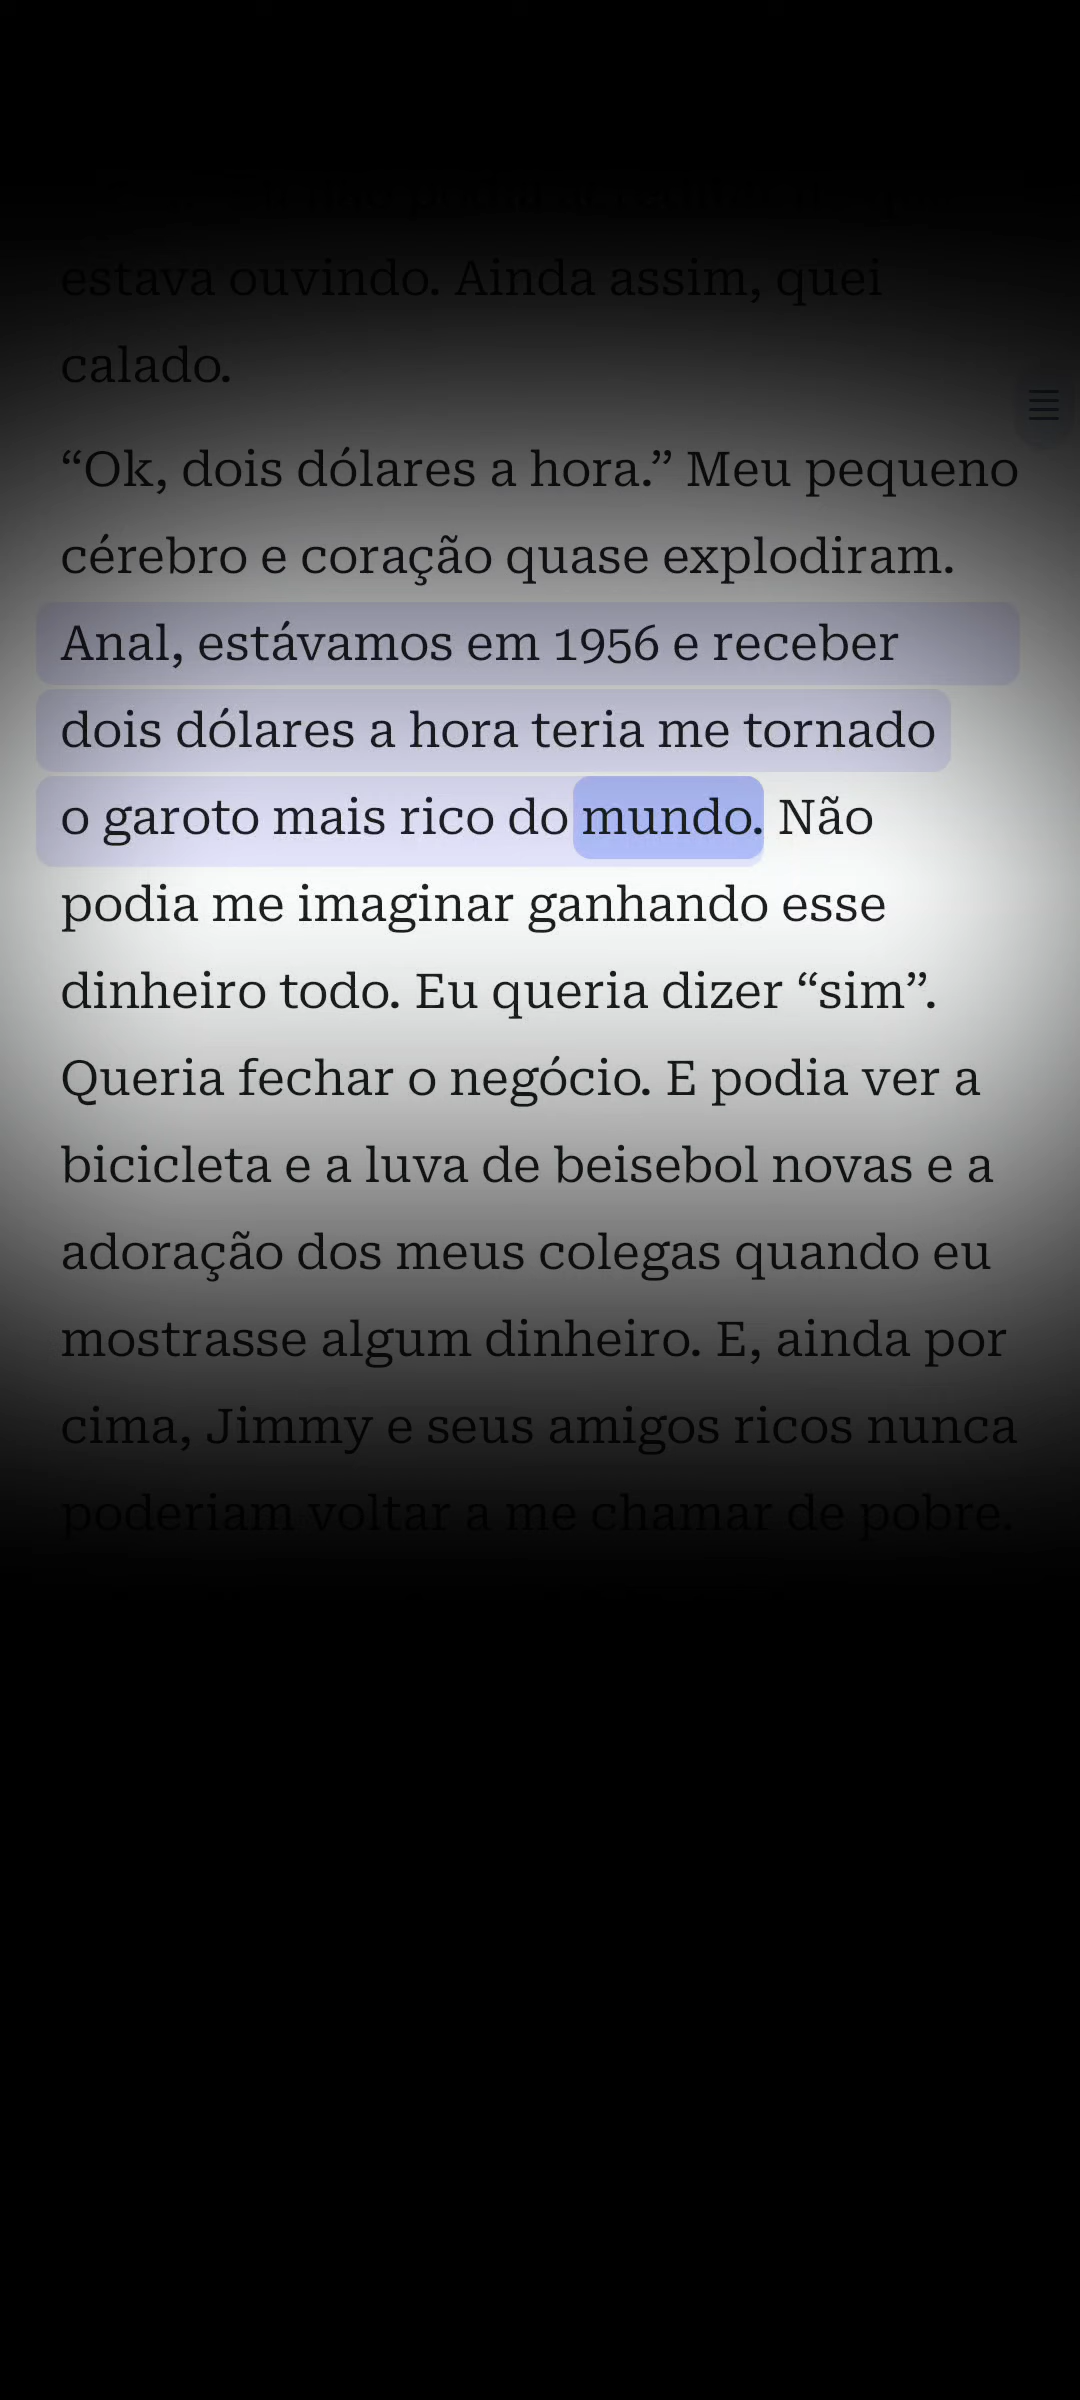 estava ouvindo. Ainda assim, quei
calado.
“Ok, dois dólares a hora.” Meu pequeno
cérebro e coração quase explodiram.
Anal, estávamos em 1956 e receber
dois dólares a hora teria me tornado
o garoto mais rico do mundo. Não
podia me imaginar ganhando esse
dinheiro todo. Eu queria dizer “sim”.
Queria fechar o negócio. E podia ver a
bicicleta e a luva de beisebol novas e a
adoração dos meus colegas quando eu
mostrasse algum dinheiro. E, ainda por
cima, Jimmy e seus amigos ricos nunca
poderiam voltar a me chamar de pobre.